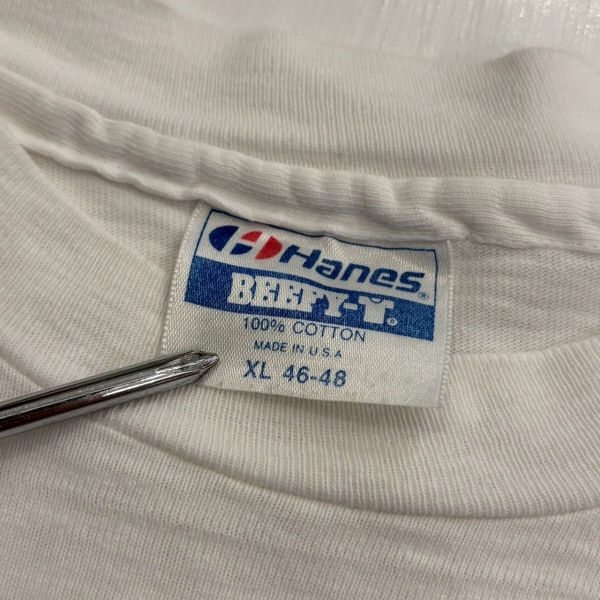 Hanes®
BEEFY-T®
100% COTTON
MADE IN U.S.A
XL 46-48